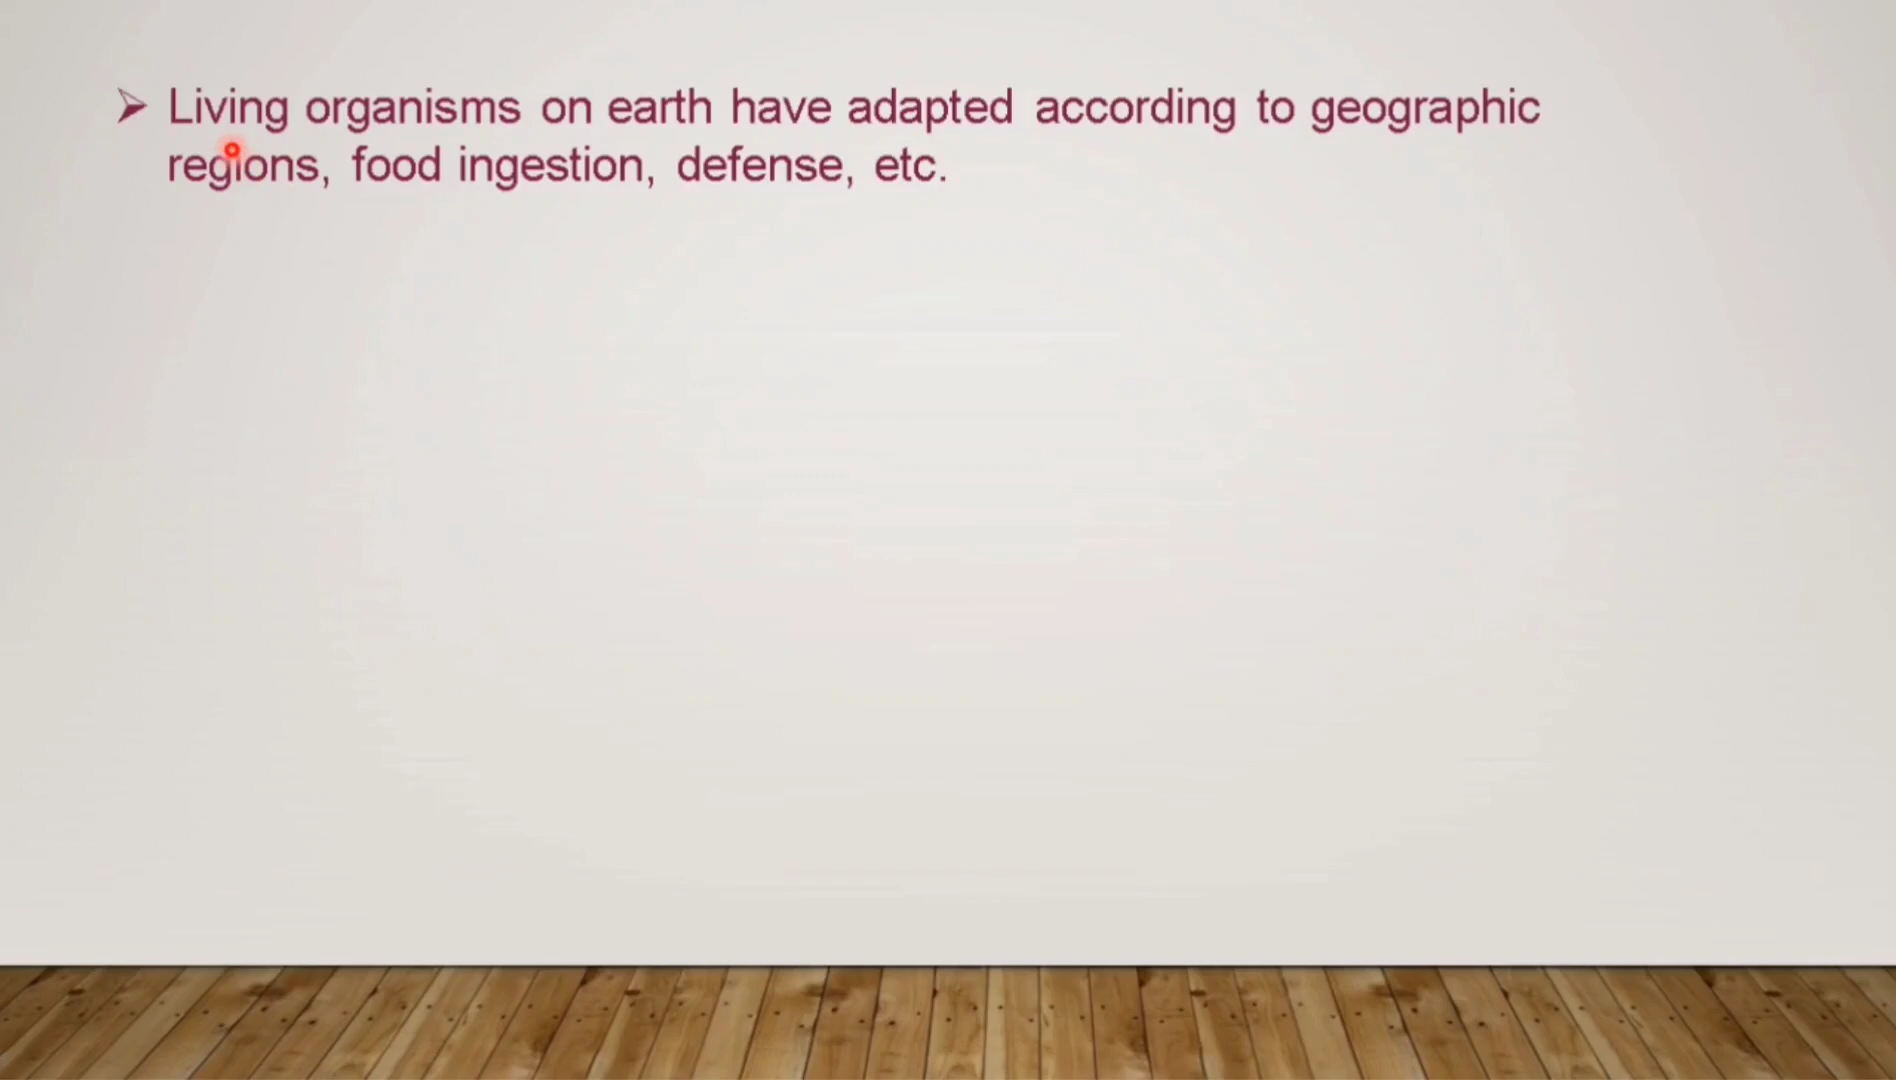 Living organisms on earth have adapted according to geographic
regions, food ingestion, defense, etc.